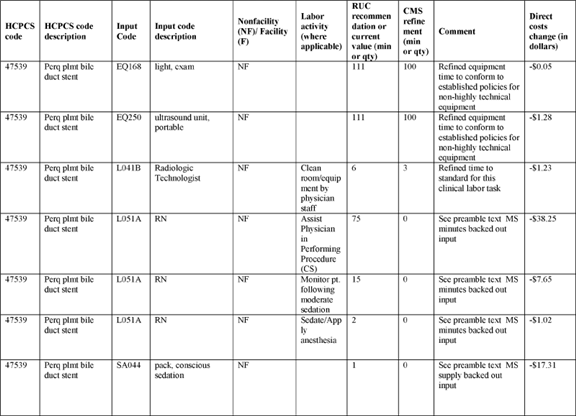 HCPCS code | HCPCS code description | Input Code | Input code description | Nonfacility (NF)/ Facility (F) | Labor activity (where applicable) | RUC recommen dation or current value (min or qty) | CMS refine ment (min or qty) | Comment | Direct costs change (in dollars)
47539 | Perq plmt bile duct stent | EQ168 | light, exam | NF | | 111 | 100 | Refined equipment time to conform to established policies for non-highly technical equipment | -$0.05
47539 | Perq plmt bile duct stent | EQ250 | ultrasound unit, portable | NF | | 111 | 100 | Refined equipment time to conform to established policies for non-highly technical equipment | -$1.28
47539 | Perq plmt bile duct stent | L041B | Radiologic Technologist | NF | Clean room/equip ment by physician staff | 6 | 3 | Refined time to standard for this clinical labor task | -$1.23
47539 | Perq plmt bile duct stent | L051A | RN | NF | Assist Physician in Performing Procedure (CS) | 75 | 0 | See preamble text MS minutes backed out input | -$38.25
47539 | Perq plmt bile duct stent | L051A | RN | NF | Monitor pt. following moderate sedation | 15 | 0 | See preamble text MS minutes backed out input | -$7.65
47539 | Perq plmt bile duct stent | L051A | RN | NF | Sedate/App ly anesthesia | 2 | 0 | See preamble text MS minutes backed out input | -$1.02
47539 | Perq plmt bile duct stent | SA044 | pack, conscious sedation | NF | | 1 | 0 | See preamble text MS supply backed out input | -$17.31